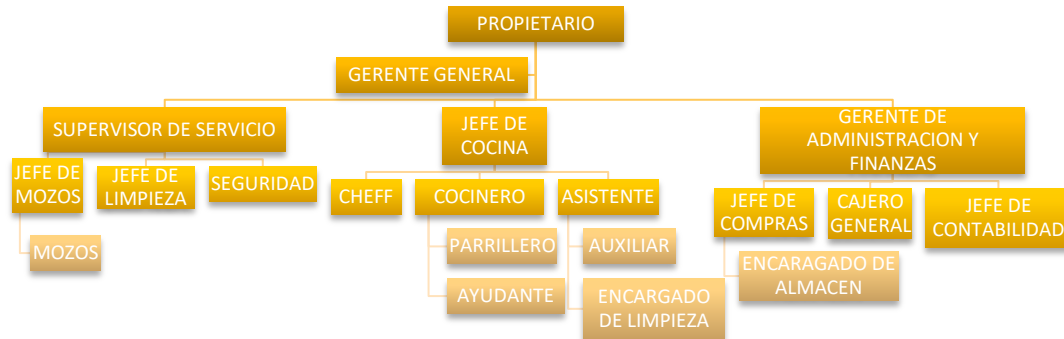 PROPIETARIO
GERENTE GENERAL
SUPERVISOR DE SERVICIO
JEFE DE
COCINA
GERENTE DE
ADMINISTRACION Y
FINANZAS
JEFE DE
MOZOS
JEFE DE
LIMPIEZA
SEGURIDAD
CHEFF
COCINERO
ASISTENTE
JEFE DE
COMPRAS
CAJERO
GENERAL
JEFE DE
CONTABILIDAD
MOZOS
PARRILLERO
AYUDANTE
AUXILIAR
ENCARGADO
DE LIMPIEZA
ENCARAGADO DE
ALMACEN